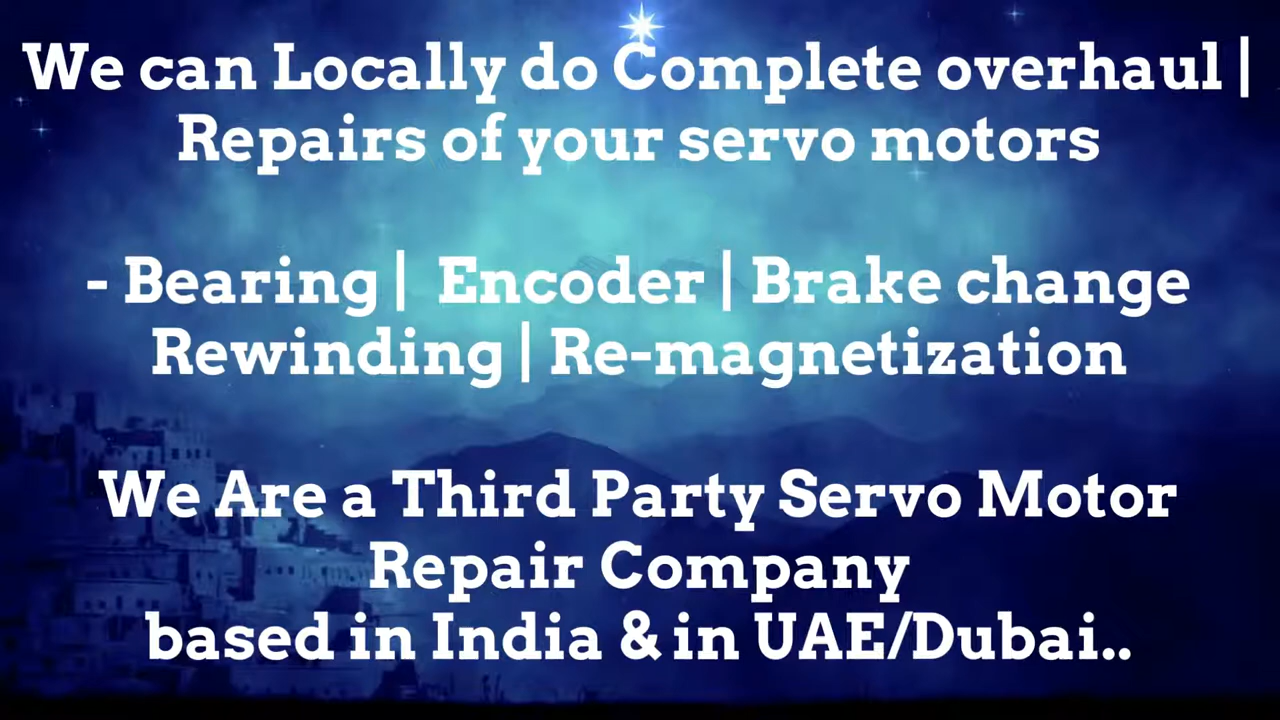 We can Locally do Complete overhaul |
Repairs of your servo motors
- Bearing |  Encoder | Brake change
Rewinding | Re-magnetization
We Are a Third Party Servo Motor
Repair Company
based in India & in UAE/Dubai..